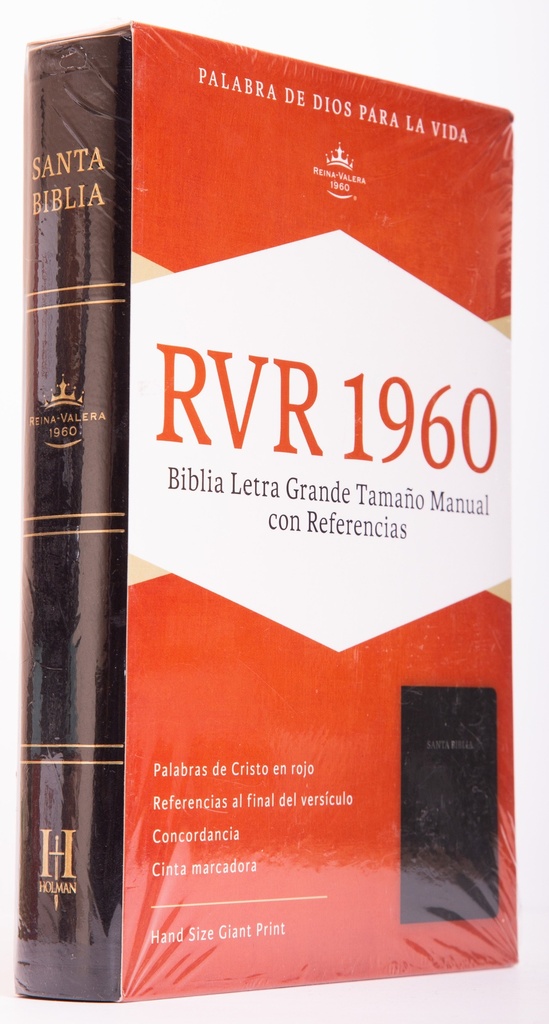 SANTA
BIBLIA
REINA-VALERA
1960
HOLMAN
PALABRA DE DIOS PARA LA VIDA
REINA-VALERA
1960
RVR 1960
Biblia Letra Grande Tamaño Manual
con Referencias
SANTA BIBLIA
Palabras de Cristo en rojo
Referencias al final del versículo
Concordancia
Cinta marcadora
Hand Size Giant Print